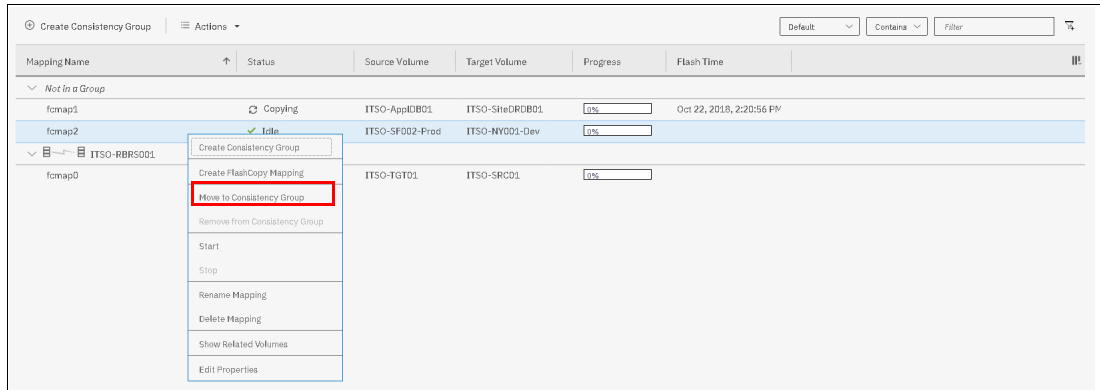 Create Consistency Group Actions Default Contains Filter
Mapping Name Status Source Volume Target Volume Progress Flash Time
Not in a Group
fcmap1 Copying ITSO-ApplDB01 ITSO-SiteDRDB01 0% Oct 22, 2018, 2:20:56 PM
fcmap2 Idle ITSO-SF002-Prod ITSO-NY001-Dev 0%
Create Consistency Group
ITSO-RBRS001
Create FlashCopy Mapping
fcmap0 ITSO-TGT01 ITSO-SRC01 0%
Move to Consistency Group
Remove from Consistency Group
Start
Stop
Rename Mapping
Delete Mapping
Show Related Volumes
Edit Properties